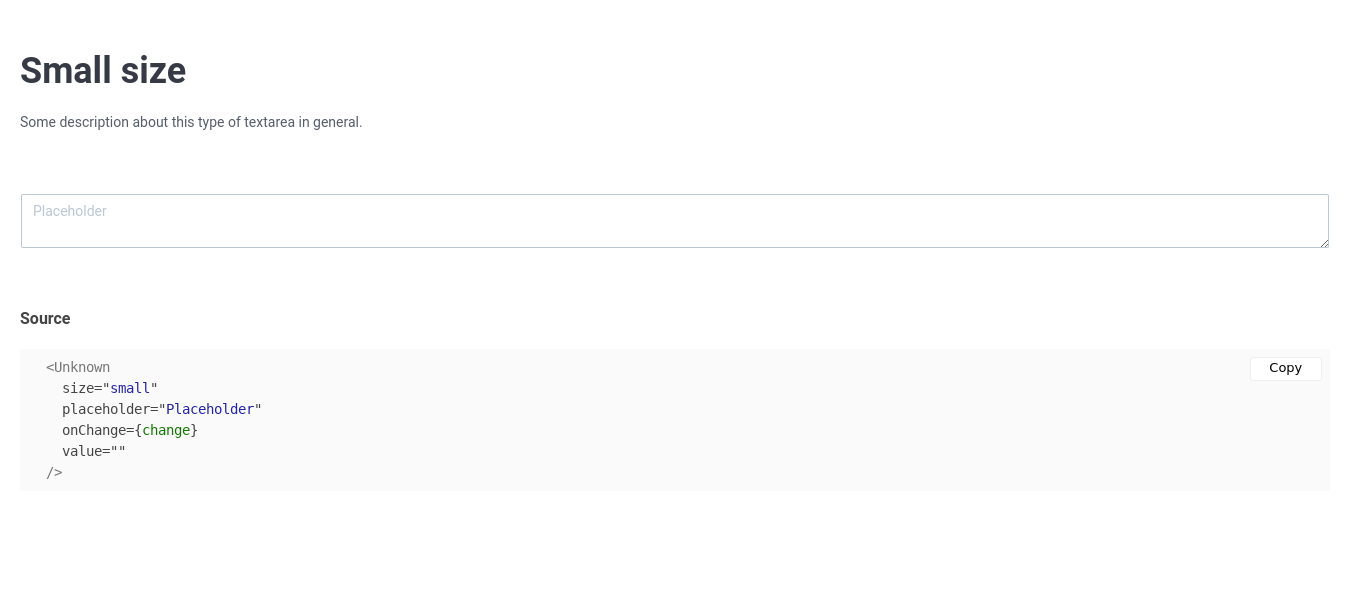 Small size
Some description about this type of textarea in general.
Placeholder
Source
Copy
<Unknown
size="small"
placeholder="Placeholder"
onChange={change}
value=""
/>